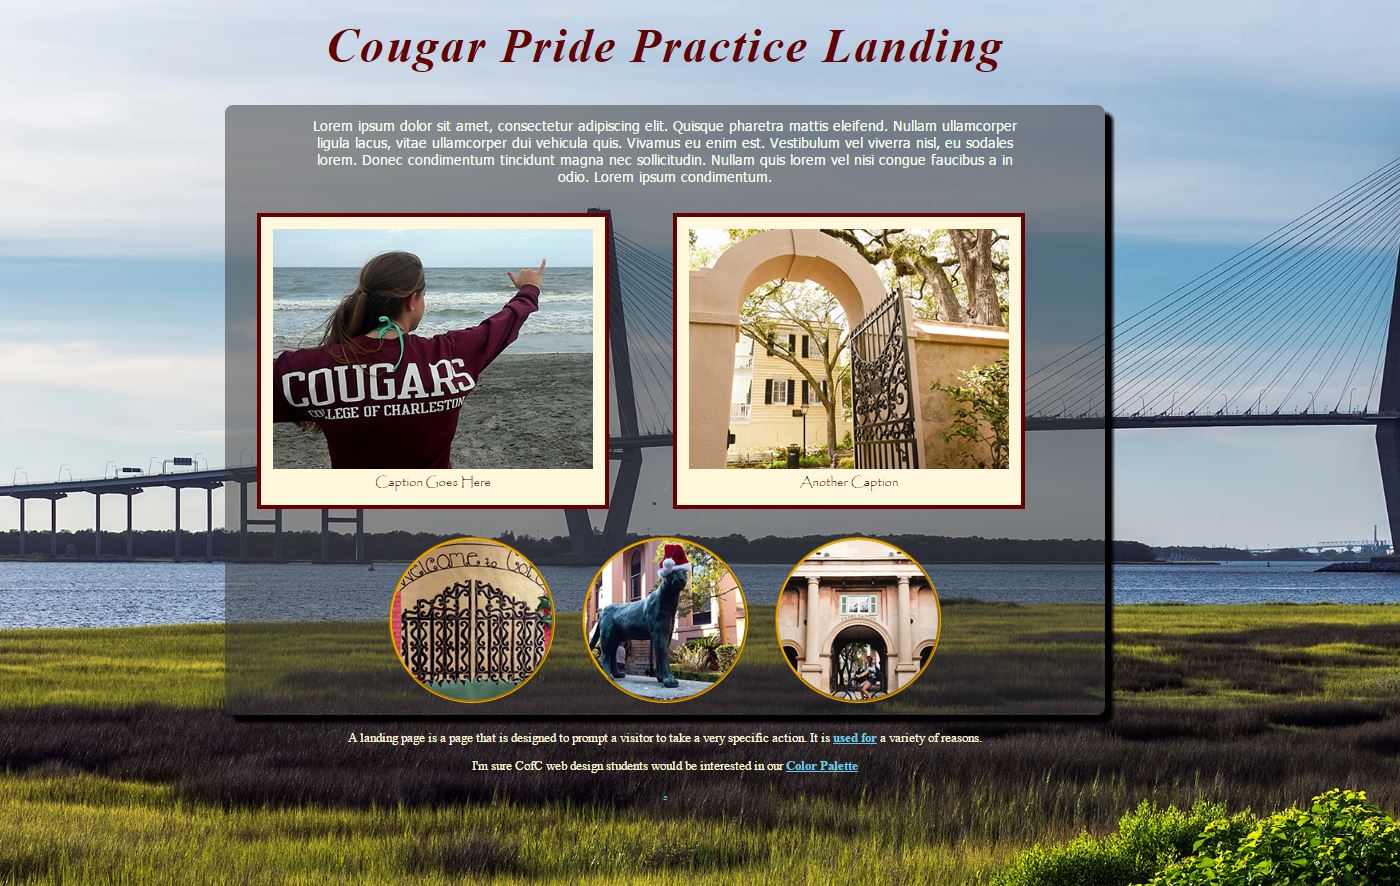 Cougar Pride Practice Landing
Lorem ipsum dolor sit amet, consectetur adipiscing elit. Quisque pharetra mattis eleifend. Nullam ullamcorper
ligula lacus, vitae ullamcorper dui vehicula quis. Vivamus eu enim est. Vestibulum vel viverra nisl, eu sodales
lorem. Donec condimentum tincidunt magna nec sollicitudin. Nullam quis lorem vel nisi congue faucibus a in
odio. Lorem ipsum condimentum.
COUGARS
COLLEGE OF CHARLESTON
Caption Goes Here
Another Caption
Welcome to
A landing page is a page that is designed to prompt a visitor to take a very specific action. It is used for a variety of reasons.
I'm sure CofC web design students would be interested in our Color Palette